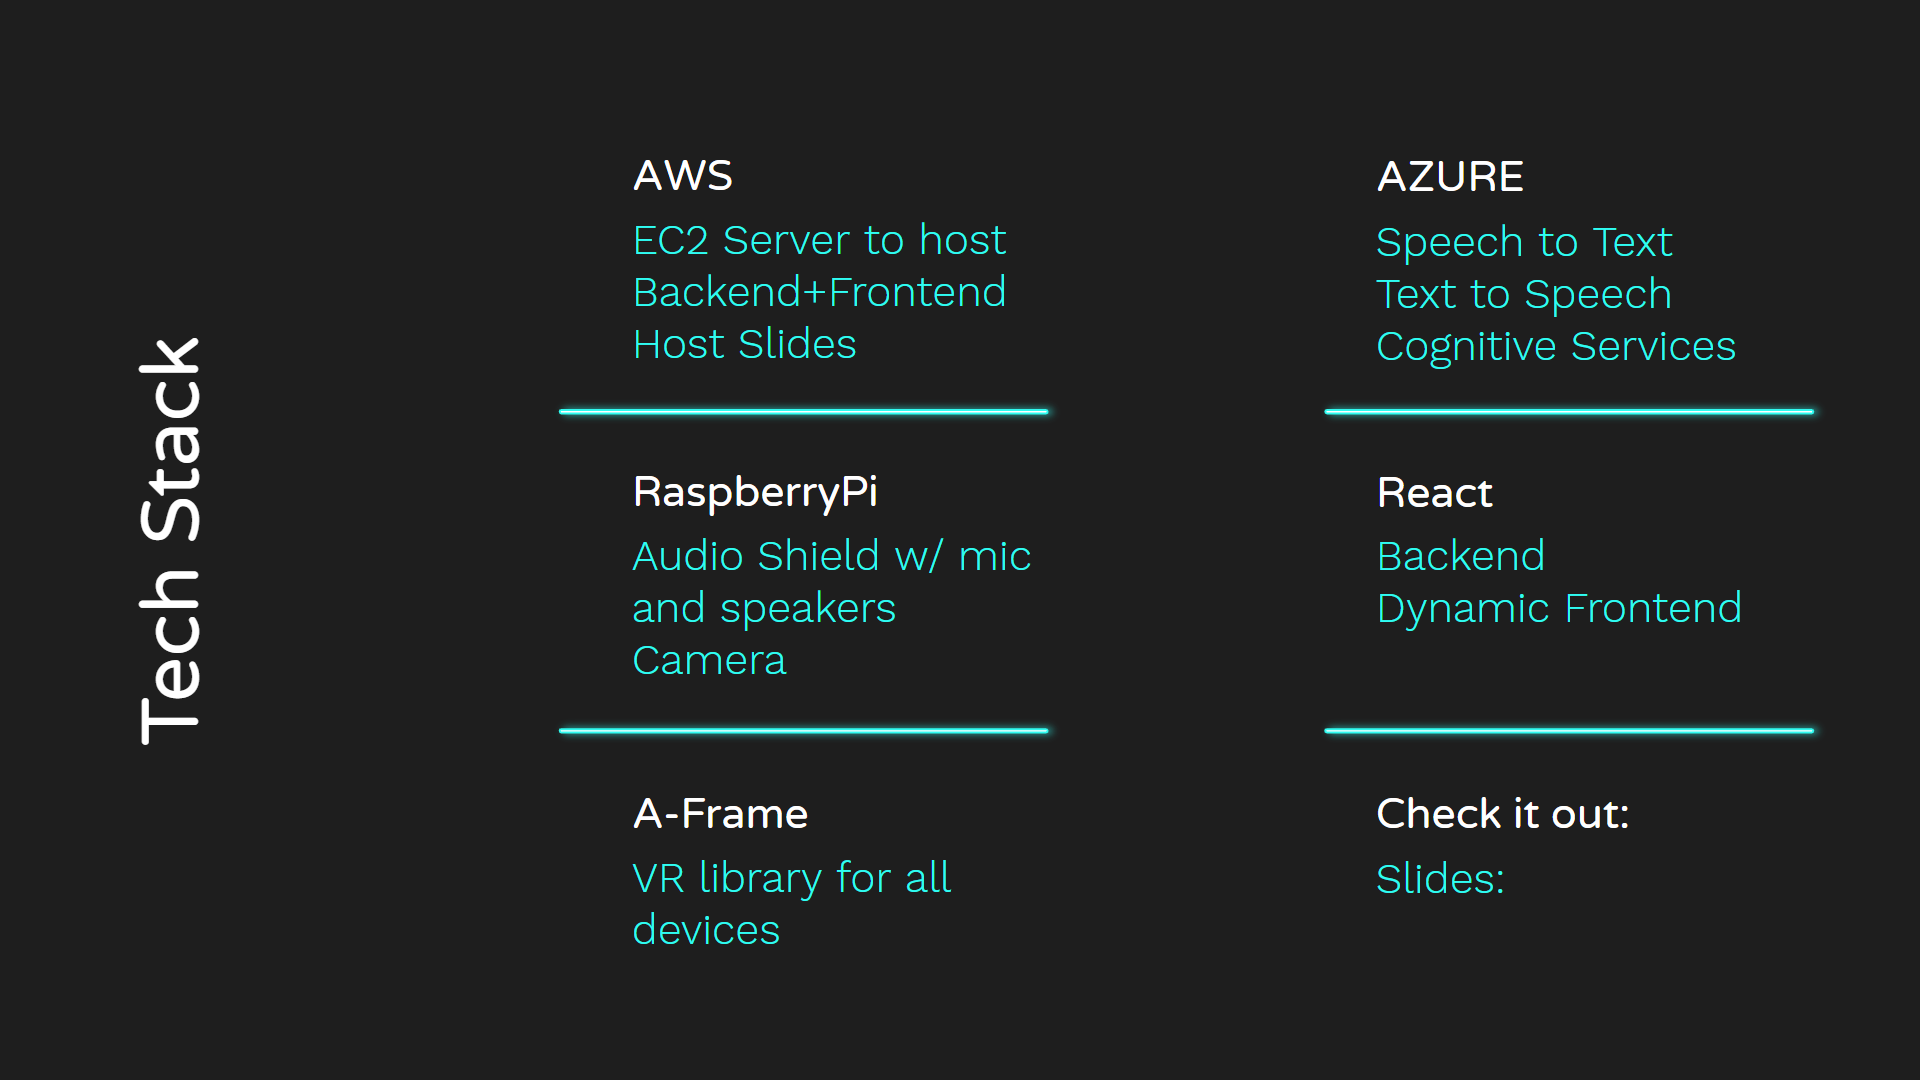 Tech Stack
AWS
EC2 Server to host
Backend+Frontend
Host Slides
AZURE
Speech to Text
Text to Speech
Cognitive Services
RaspberryPi
Audio Shield w/ mic
and speakers
Camera
React
Backend
Dynamic Frontend
A-Frame
VR library for all
devices
Check it out:
Slides: